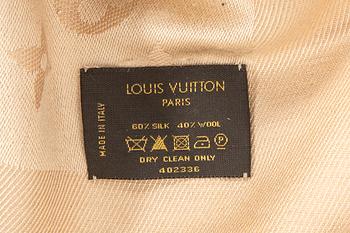 LOUIS VUITTON
PARIS
MADE IN ITALY
60% SILK 40% WOOL
DRY CLEAN ONLY
402336